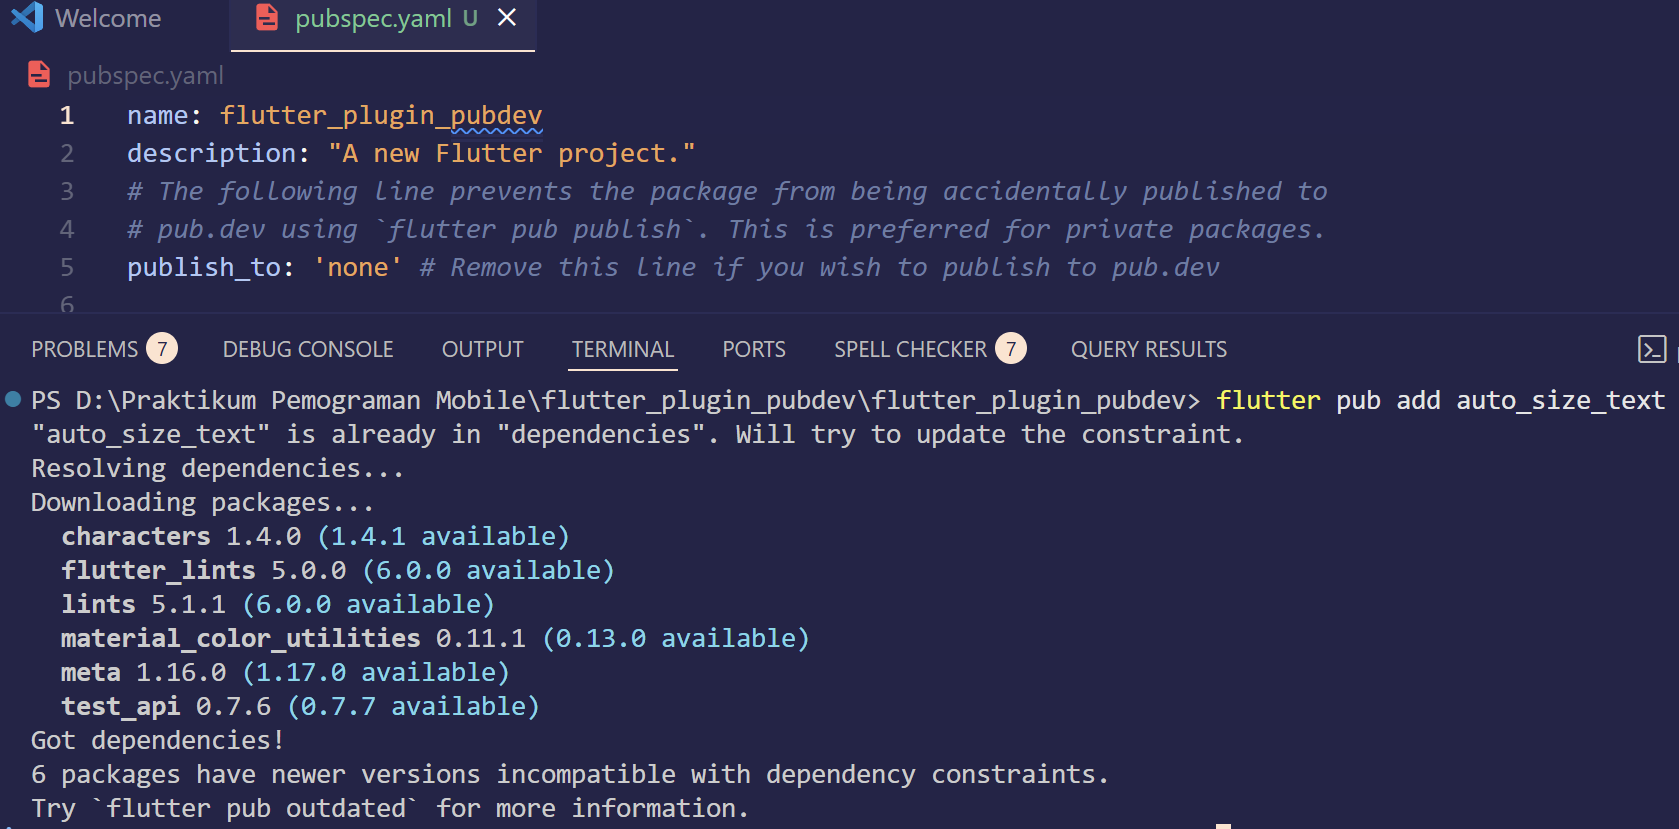 Welcome
pubspec.yaml U
pubspec.yaml
1 name: flutter_plugin_pubdev
2 description: "A new Flutter project."
3 # The following line prevents the package from being accidentally published to
4 # pub.dev using `flutter pub publish`. This is preferred for private packages.
5 publish_to: 'none' # Remove this line if you wish to publish to pub.dev
6
PROBLEMS 7 DEBUG CONSOLE OUTPUT TERMINAL PORTS SPELL CHECKER 7 QUERY RESULTS
PS D:\Praktikum Pemograman Mobile\flutter_plugin_pubdev\flutter_plugin_pubdev> flutter pub add auto_size_text
"auto_size_text" is already in "dependencies". Will try to update the constraint.
Resolving dependencies...
Downloading packages...
characters 1.4.0 (1.4.1 available)
flutter_lints 5.0.0 (6.0.0 available)
lints 5.1.1 (6.0.0 available)
material_color_utilities 0.11.1 (0.13.0 available)
meta 1.16.0 (1.17.0 available)
test_api 0.7.6 (0.7.7 available)
Got dependencies!
6 packages have newer versions incompatible with dependency constraints.
Try `flutter pub outdated` for more information.